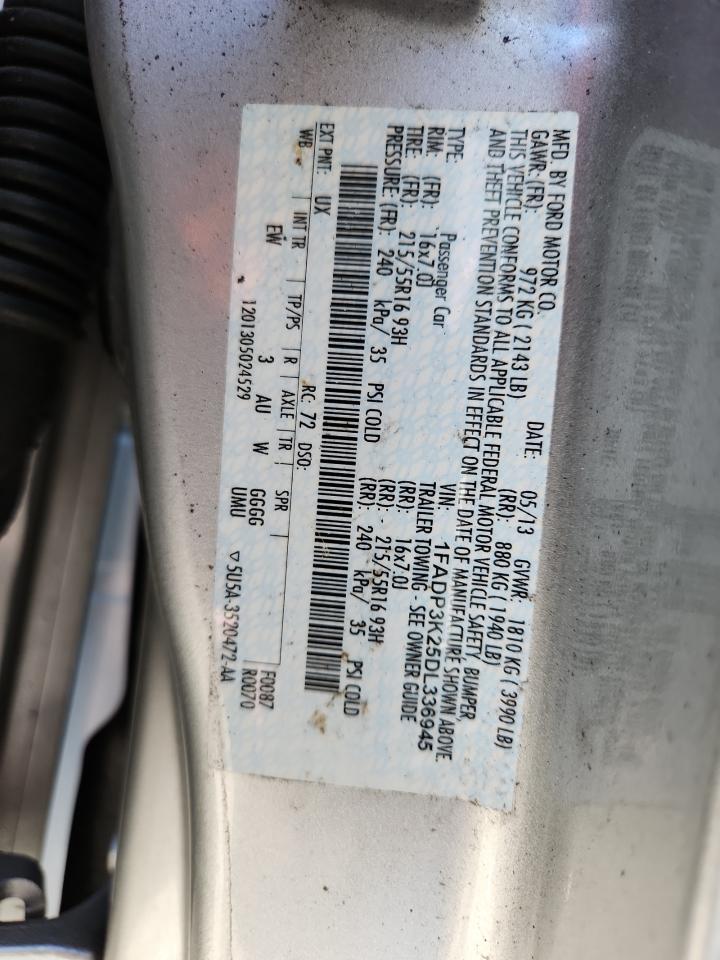 MFD. BY FORD MOTOR CO. DATE: 05/13 GVWR: 1810 KG ( 3990 LB)
GAWR: (FR): 972 KG ( 2143 LB) (RR): 880 KG ( 1940 LB)
THIS VEHICLE CONFORMS TO ALL APPLICABLE FEDERAL MOTOR VEHICLE SAFETY, BUMPER,
AND THEFT PREVENTION STANDARDS IN EFFECT ON THE DATE OF MANUFACTURE SHOWN ABOVE.
VIN: 1FADP3K25DL336945
TYPE: Passenger Car TRAILER TOWING - SEE OWNER GUIDE
RIM: (FR): 16x7.0J (RR): 16x7.0J
TIRE: (FR): 215/55R16 93H (RR): 215/55R16 93H
PRESSURE (FR): 240 kPa/ 35 PSI COLD (RR): 240 kPa/ 35 PSI COLD
EXT PNT: UX RC: 72 DSO: F0087
WB INT TR TP/PS R AXLE TR SPR R0070
EW 3 AU W GGGG
UMU
1201305024529 ▽5U5A-3520472-AA